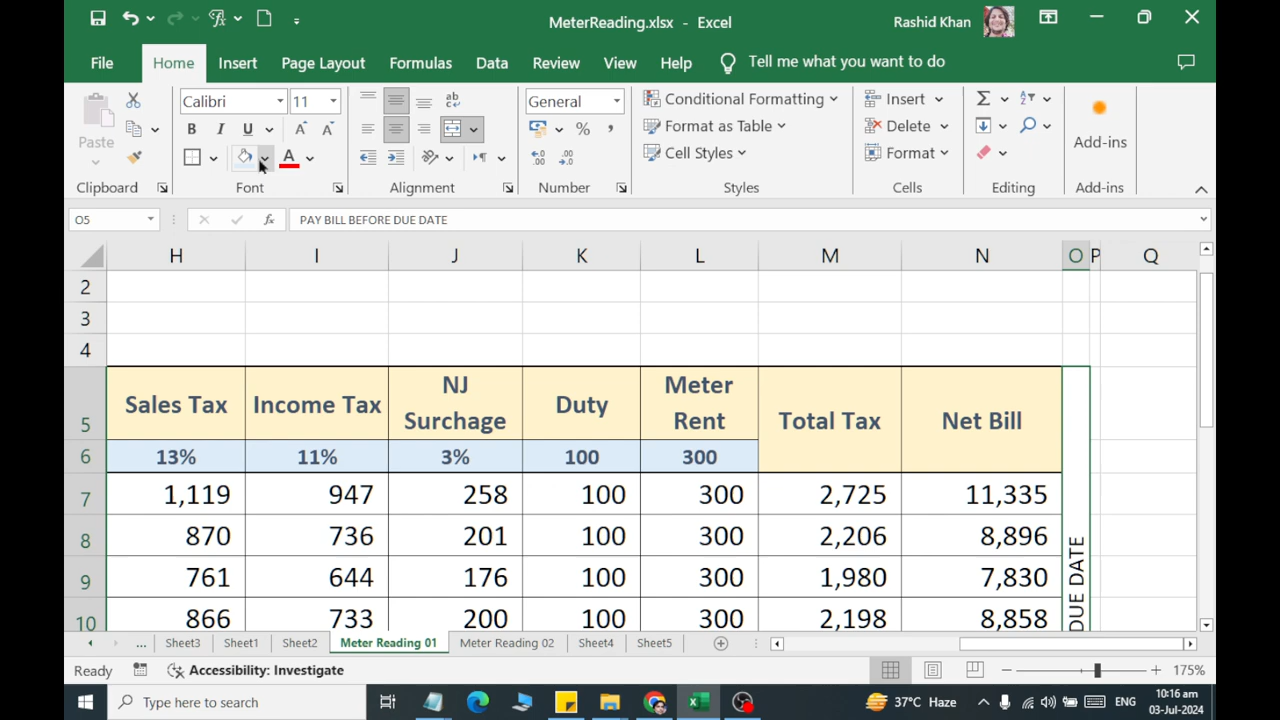 MeterReading.xlsx - Excel
Rashid Khan
File Home Insert Page Layout Formulas Data Review View Help Tell me what you want to do
Paste
Calibri 11
B I U A A
A
ab
c
General
% ,
Conditional Formatting
Format as Table
Cell Styles
Insert
Delete
Format
Add-ins
Clipboard Font Alignment Number Styles Cells Editing Add-ins
O5 fx PAY BILL BEFORE DUE DATE
H I J K L M N O P Q
2
3
4
5 Sales Tax Income Tax NJ Surchage Duty Meter Rent Total Tax Net Bill
6 13% 11% 3% 100 300
7 1,119 947 258 100 300 2,725 11,335
8 870 736 201 100 300 2,206 8,896
9 761 644 176 100 300 1,980 7,830
10 866 733 200 100 300 2,198 8,858
DUE DATE
... Sheet3 Sheet1 Sheet2 Meter Reading 01 Meter Reading 02 Sheet4 Sheet5
Ready Accessibility: Investigate 175%
Type here to search
37°C Haze
ENG
10:16 am
03-Jul-2024